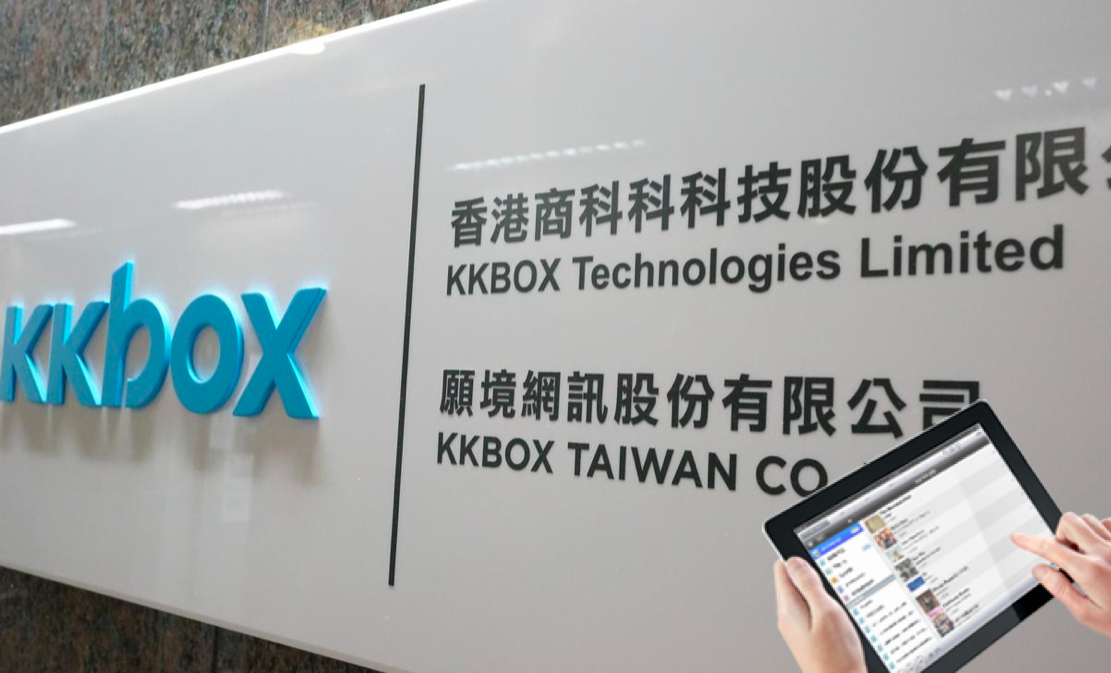 kkbox
香港商科科科技股份有限
KKBOX Technologies Limited
願境網訊股份有限公司
KKBOX TAIWAN CO